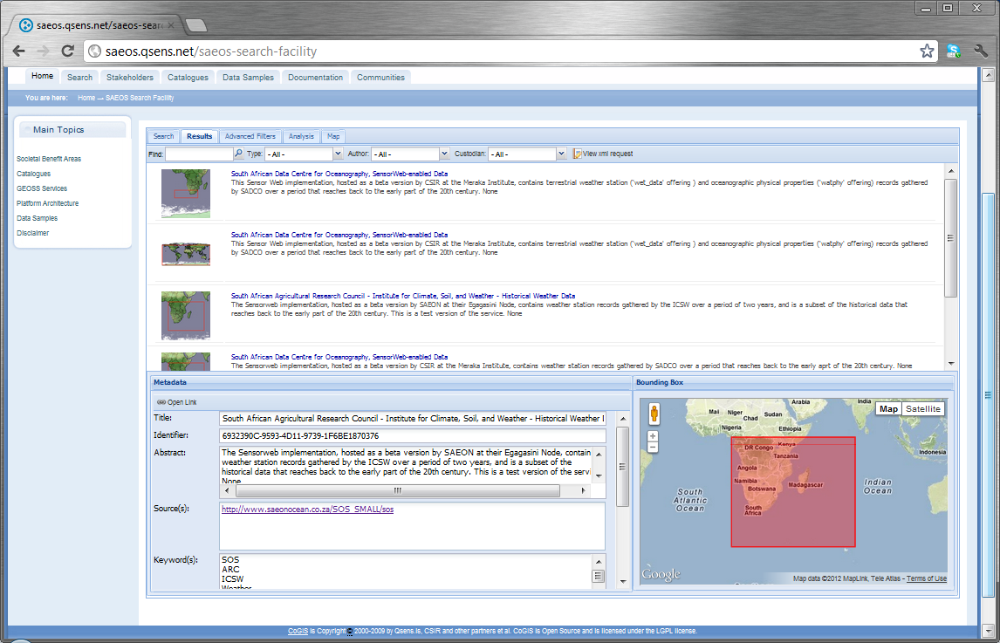 saeos.qsens.net/saeos-sear
saeos.qsens.net/saeos-search-facility
Home Search Stakeholders Catalogues Data Samples Documentation Communities
You are here: Home → SAEOS Search Facility
Main Topics
Societal Benefit Areas
Catalogues
GEOSS Services
Platform Architecture
Data Samples
Disclaimer
Search Results Advanced Filters Analysis Map
Find: Type: - All - Author: - All - Custodian: - All - View xml request
South African Data Centre for Oceanography, SensorWeb-enabled Data
This Sensor Web implementation, hosted as a beta version by CSIR at the Meraka Institute, contains terrestrial weather station ('wet_data' offering ) and oceanographic physical properties ('watphy' offering) records gathered
by SADCO over a period that reaches back to the early part of the 20th century. None
South African Data Centre for Oceanography, SensorWeb-enabled Data
This Sensor Web implementation, hosted as a beta version by CSIR at the Meraka Institute, contains terrestrial weather station ('wet_data' offering ) and oceanographic physical properties ('watphy' offering) records gathered
by SADCO over a period that reaches back to the early part of the 20th century. None
South African Agricultural Research Council - Institute for Climate, Soil, and Weather - Historical Weather Data
The Sensorweb implementation, hosted as a beta version by SAEON at their Egagasini Node, contains weather station records gathered by the ICSW over a period of two years, and is a subset of the historical data that
reaches back to the early part of the 20th century. This is a test version of the service. None
South African Data Centre for Oceanography, SensorWeb-enabled Data
The Sensorweb implementation, hosted as a beta version by CSIR at the Meraka Institute, contains weather station records gathered by SADCO over a period that reaches back to the early aprt of the 20th century. None
Metadata
Open Link
Title: South African Agricultural Research Council - Institute for Climate, Soil, and Weather - Historical Weather
Identifier: 6932390C-9593-4D11-9739-1F6BE1870376
Abstract: The Sensorweb implementation, hosted as a beta version by SAEON at their Egagasini Node, contain
weather station records gathered by the ICSW over a period of two years, and is a subset of the
historical data that reaches back to the early part of the 20th century. This is a test version of the servi
None
Source(s): http://www.saeonocean.co.za/SOS_SMALL/sos
Keyword(s): SOS
ARC
ICSW
Weather
Bounding Box
Map Satellite
Arabia
India
Mali Niger
Chad Sudan
Nigeria
Ethiopia
Kenya
DR Congo
Tanzania
Indonesia
Angola
Namibia
Botswana
Madagascar
South
Africa
South
Atlantic
Ocean
Indian
Ocean
Google
Map data ©2012 MapLink, Tele Atlas - Terms of Use
CoGIS is Copyright © 2000-2009 by Qsens.is, CSIR and other partners et al. CoGIS is Open Source and is licensed under the LGPL license.